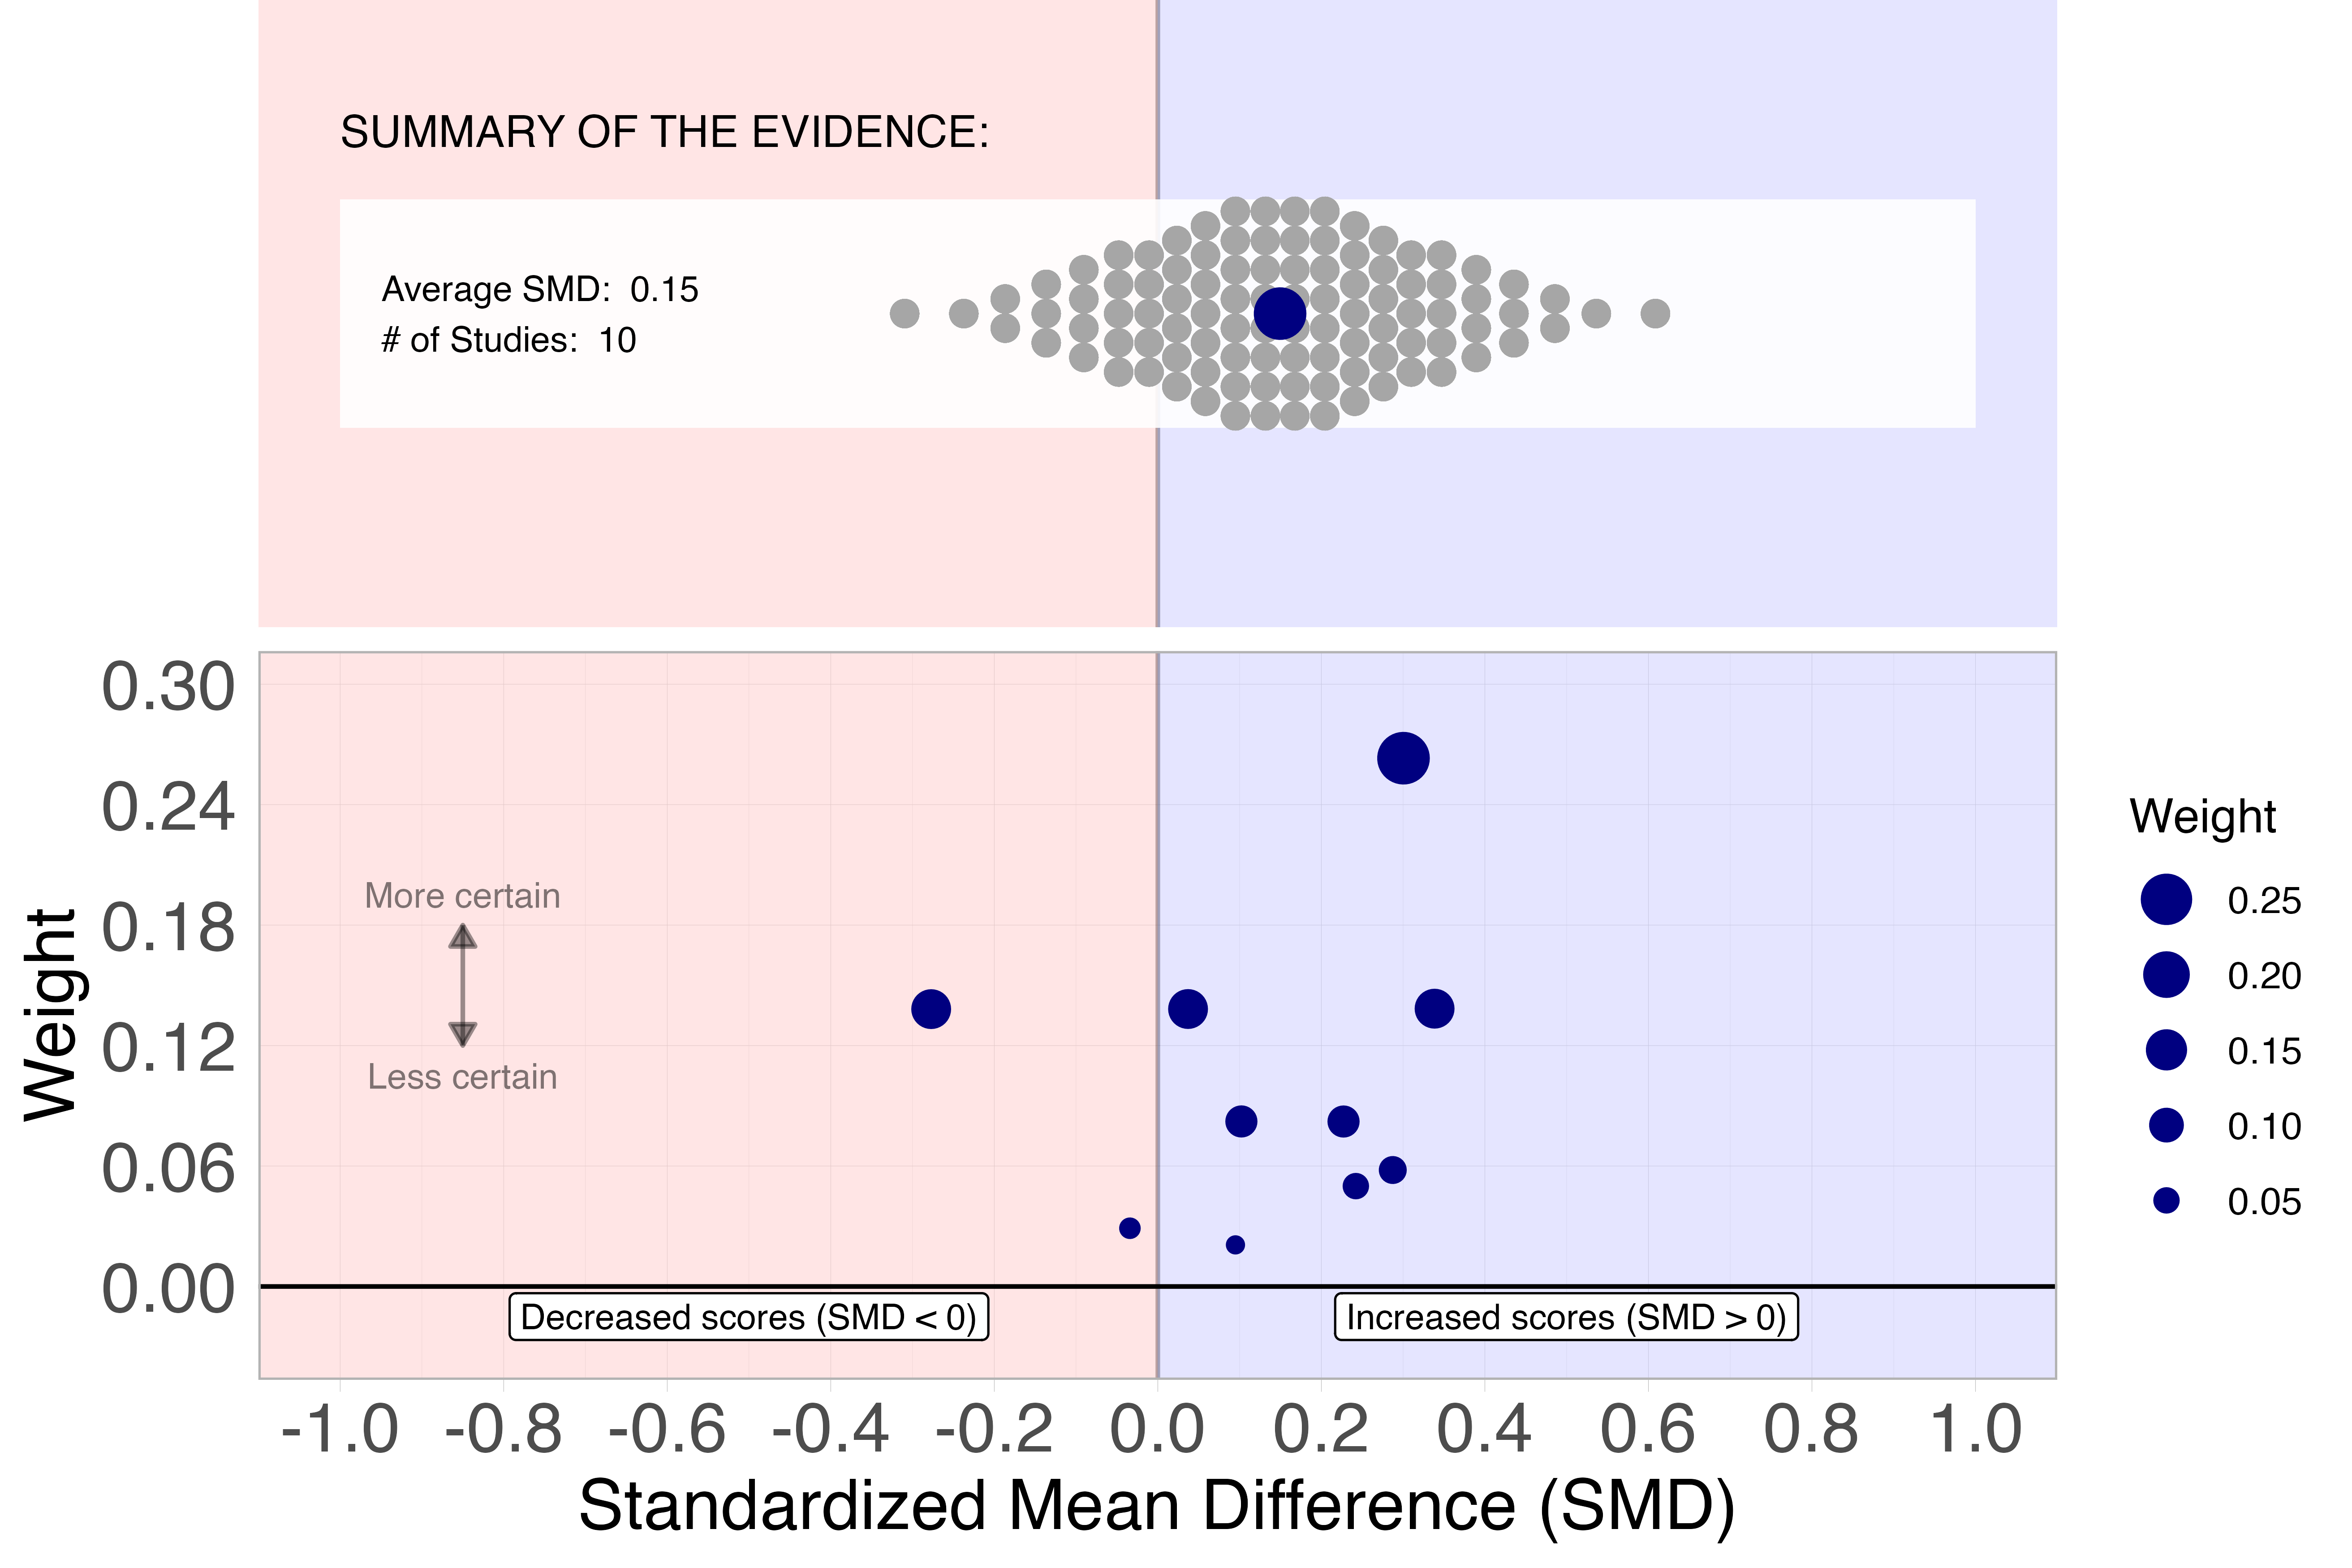 SUMMARY OF THE EVIDENCE:
Average SMD: 0.15
# of Studies: 10
0.30
0.24
0.18
0.12
0.06
0.00
Weight
More certain
Less certain
Decreased scores (SMD < 0)
Increased scores (SMD > 0)
-1.0 -0.8 -0.6 -0.4 -0.2 0.0 0.2 0.4 0.6 0.8 1.0
Standardized Mean Difference (SMD)
Weight
0.25
0.20
0.15
0.10
0.05